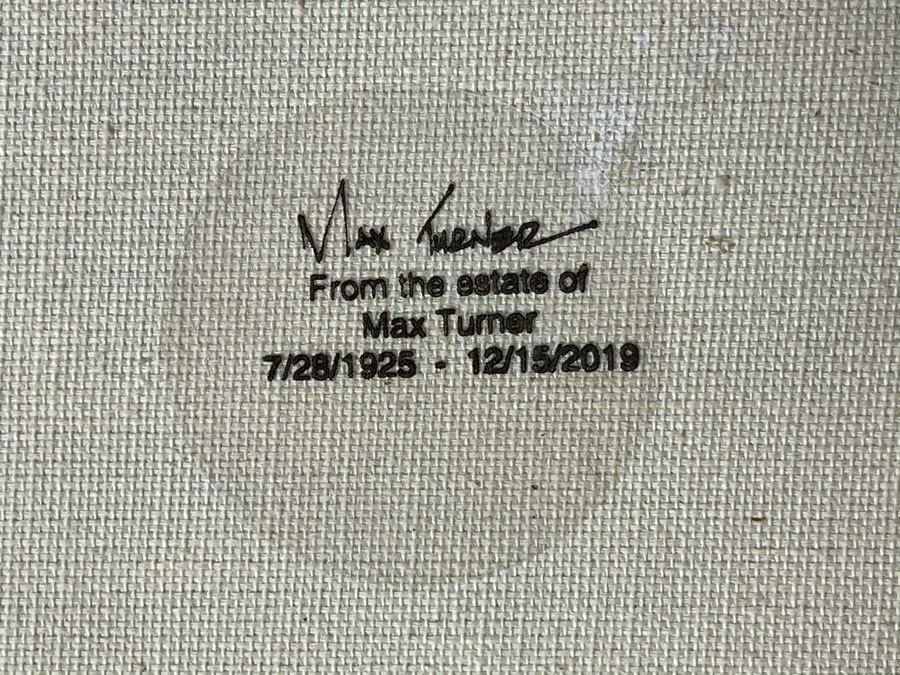 Max Turner
From the estate of
Max Turner
7/28/1925 - 12/15/2019